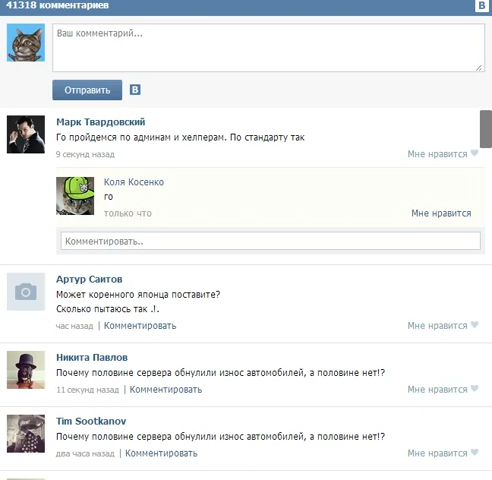 41318 комментариев
B
Ваш комментарий...
Отправить B
Марк Твардовский
Го пройдемся по админам и хелперам. По стандарту так
9 секунд назад Мне нравится
Коля Косенко
го
только что Мне нравится
Комментировать..
Артур Саитов
Может коренного японца поставите?
Сколько пытаюсь так .!.
час назад | Комментировать Мне нравится
Никита Павлов
Почему половине сервера обнулили износ автомобилей, а половине нет!?
11 секунд назад | Комментировать Мне нравится
Tim Sootkanov
Почему половине сервера обнулили износ автомобилей, а половине нет!?
два часа назад | Комментировать Мне нравится